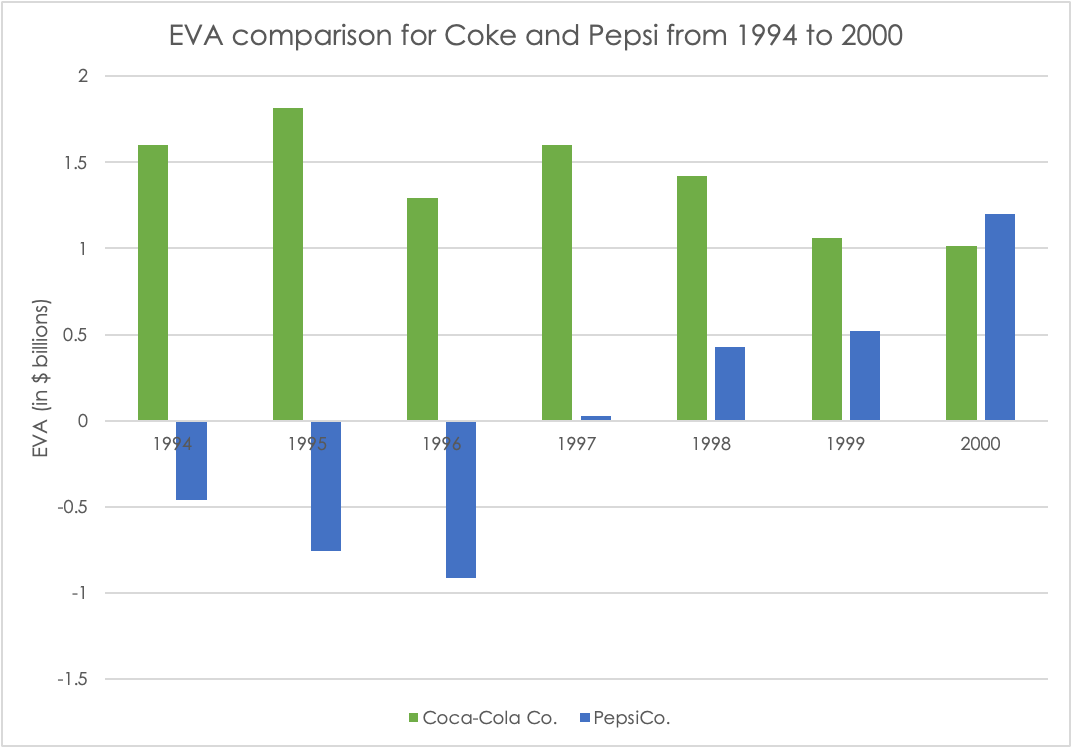 EVA comparison for Coke and Pepsi from 1994 to 2000
EVA (in $ billions)
2
1.5
1
0.5
0
-0.5
-1
-1.5
1994 1995 1996 1997 1998 1999 2000
Coca-Cola Co. PepsiCo.